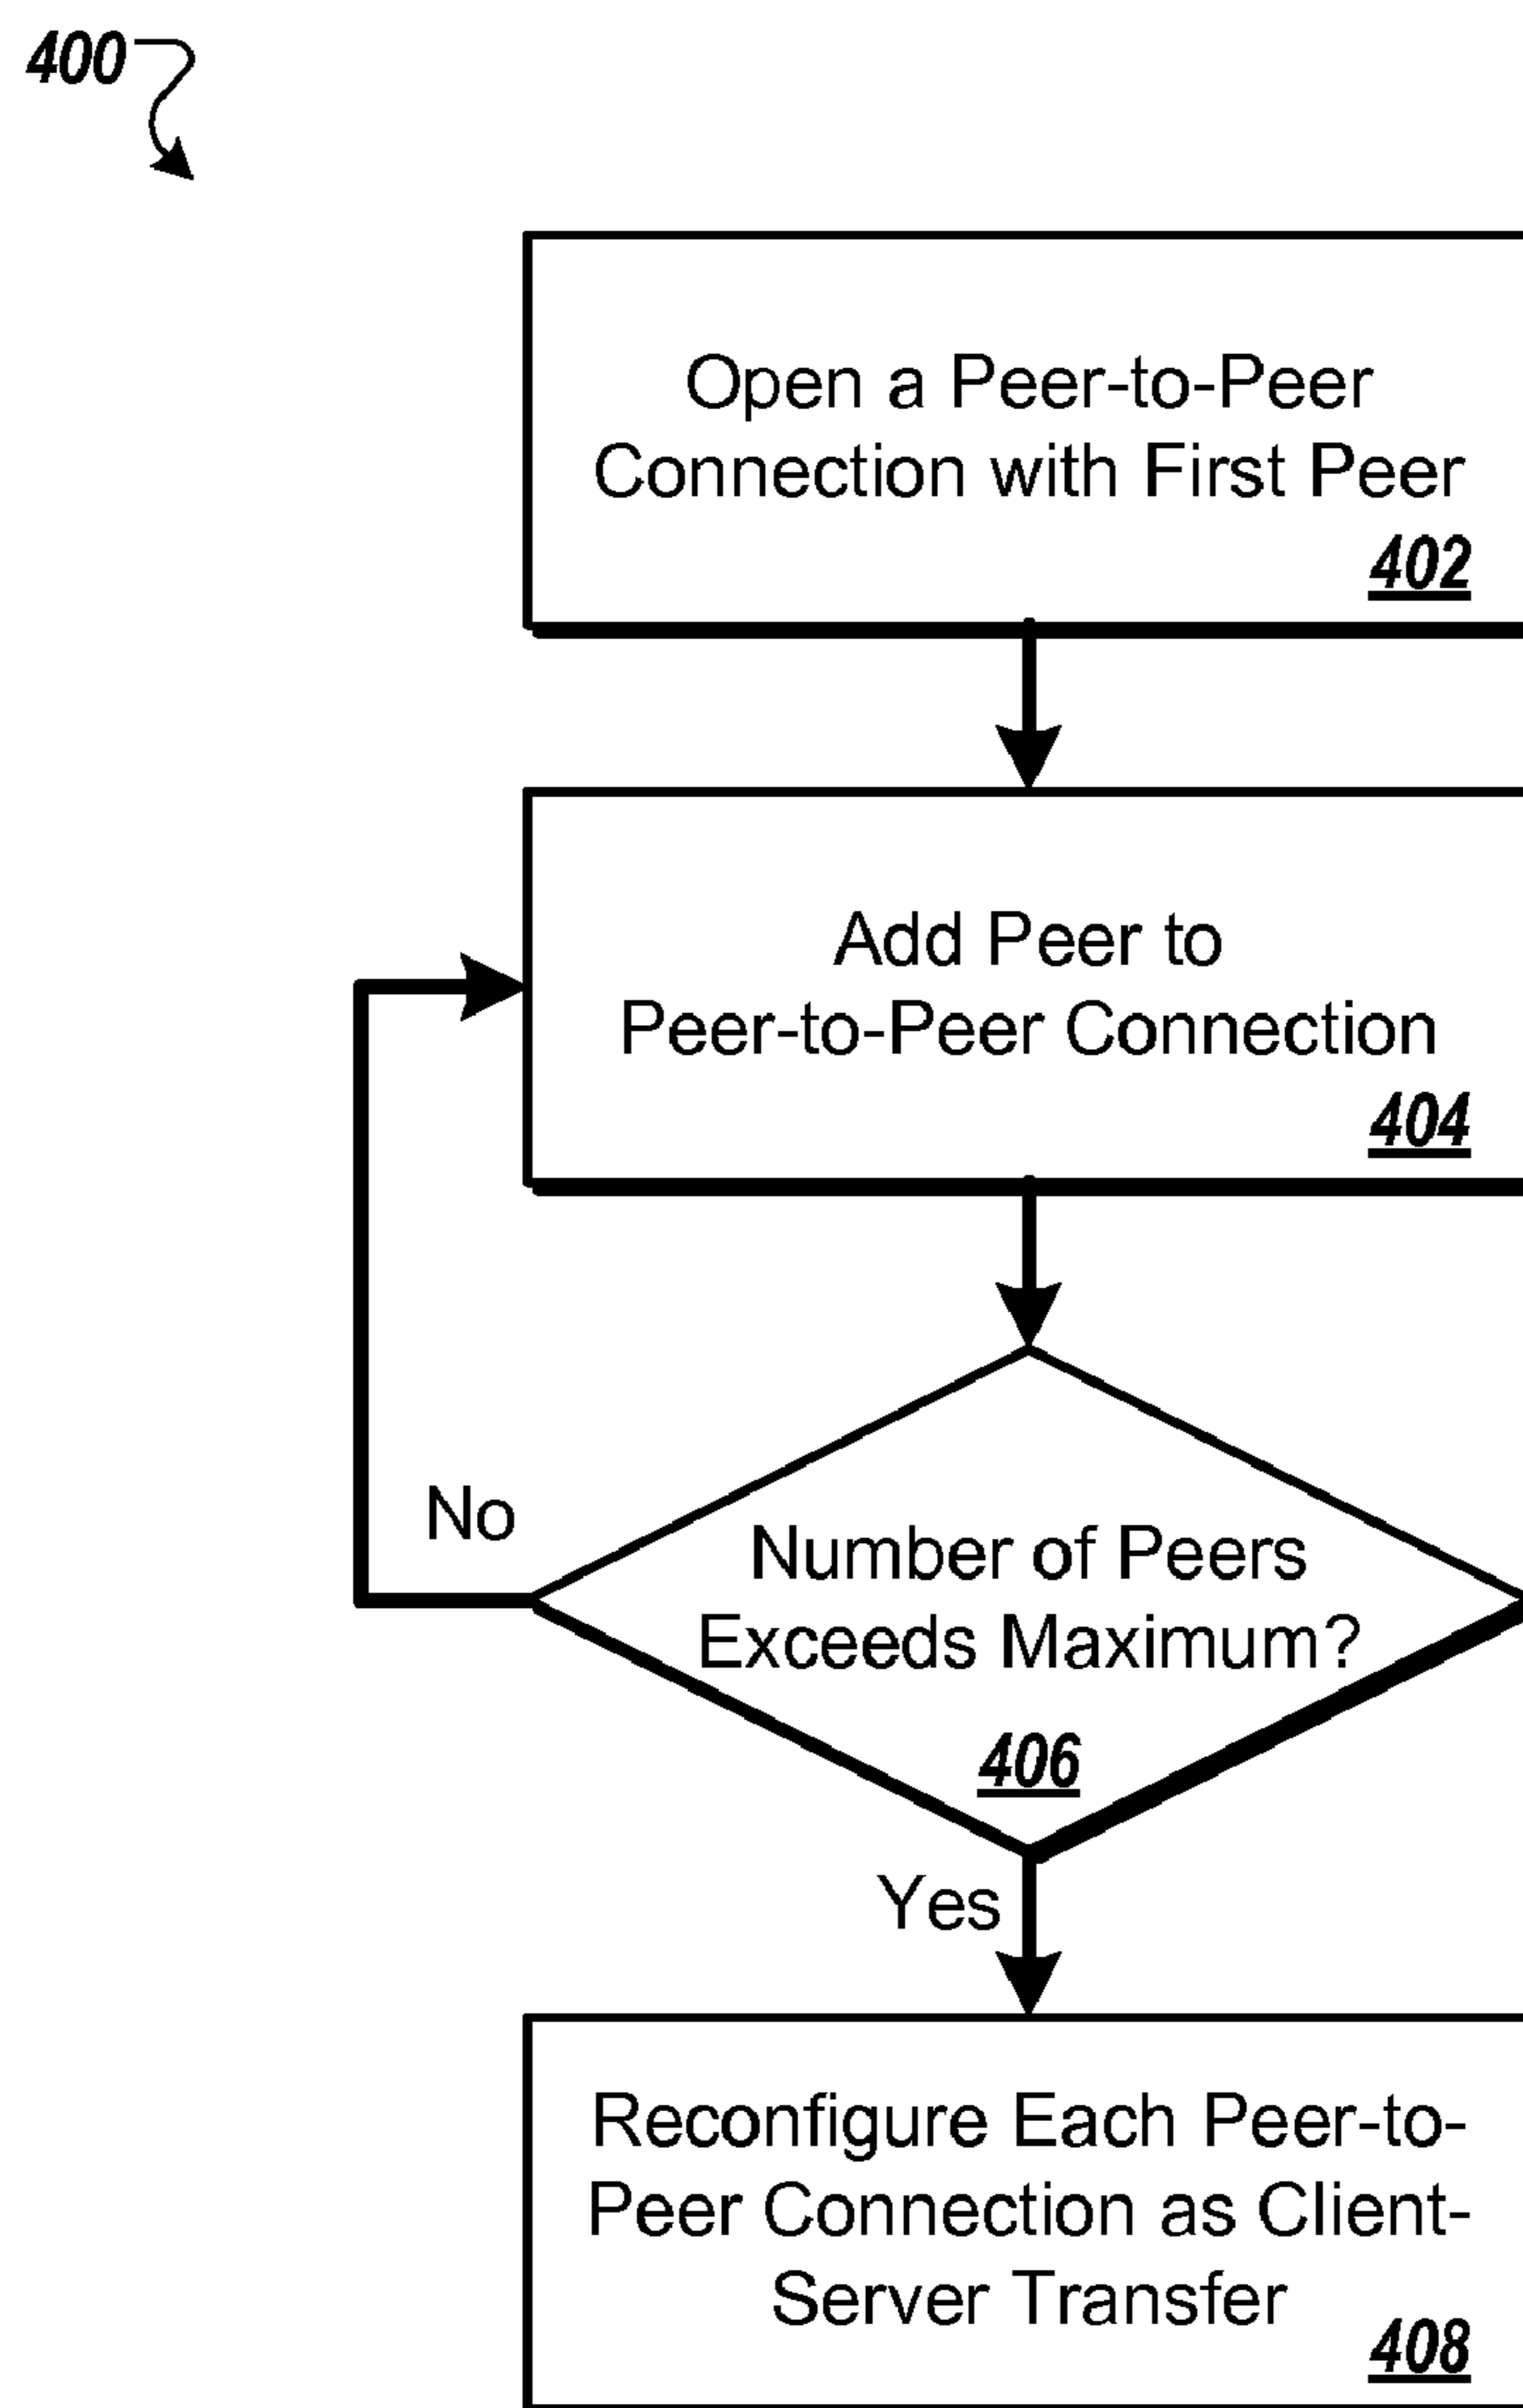 400
Open a Peer-to-Peer
Connection with First Peer
402
Add Peer to
Peer-to-Peer Connection
404
No
Number of Peers
Exceeds Maximum?
406
Yes
Reconfigure Each Peer-to-
Peer Connection as Client-
Server Transfer
408